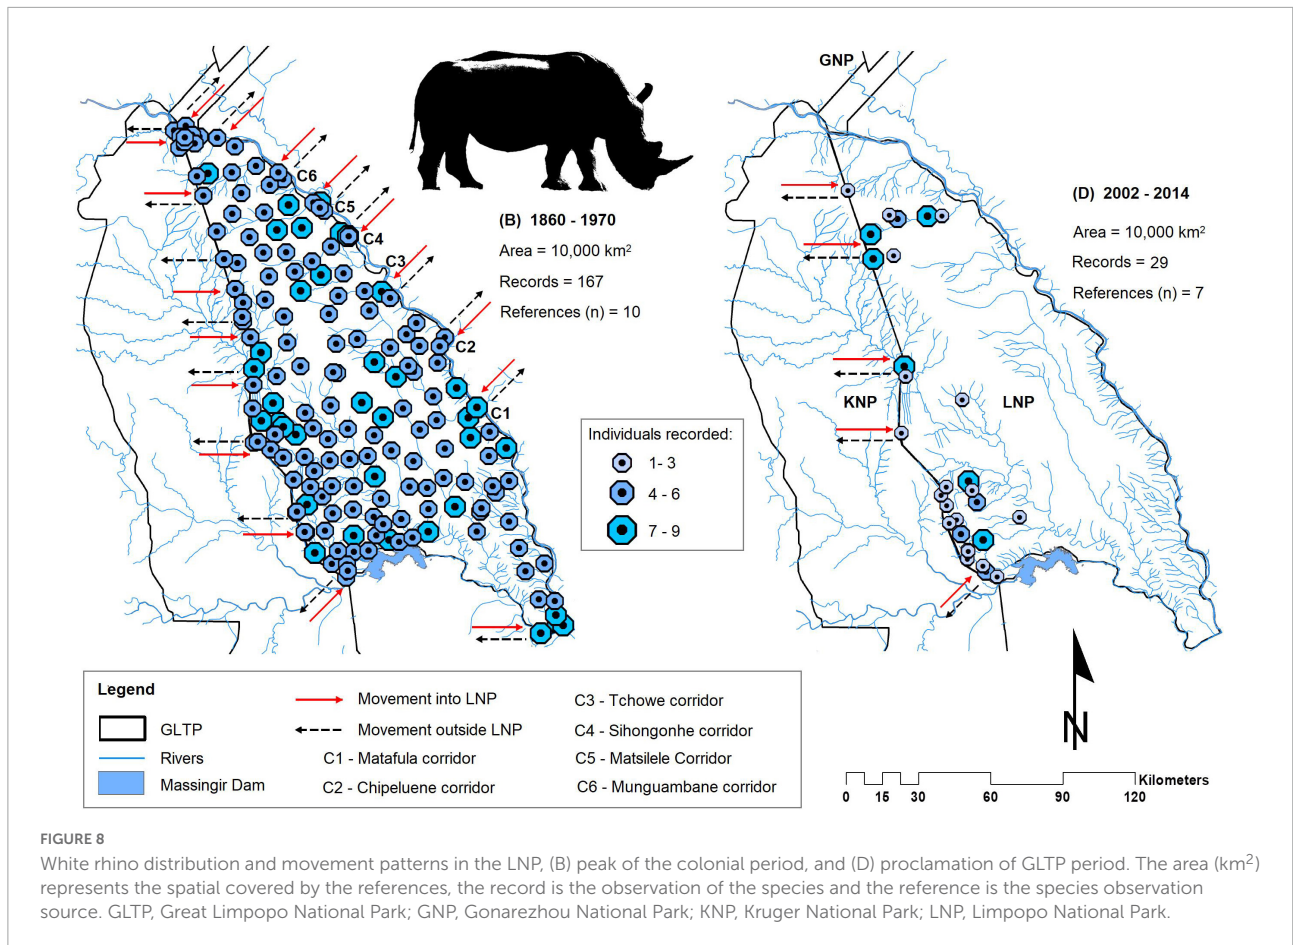 GNP
C6
C5
C4
C3
C2
C1
(B) 1860 - 1970
Area = 10,000 km²
Records = 167
References (n) = 10
(D) 2002 - 2014
Area = 10,000 km²
Records = 29
References (n) = 7
KNP
LNP
Individuals recorded:
1- 3
4 - 6
7 - 9
Legend
GLTP
Rivers
Massingir Dam
Movement into LNP
Movement outside LNP
C1 - Matafula corridor
C2 - Chipeluene corridor
C3 - Tchowe corridor
C4 - Sihongonhe corridor
C5 - Matsilele Corridor
C6 - Munguambane corridor
N
Kilometers
0 15 30 60 90 120
FIGURE 8
White rhino distribution and movement patterns in the LNP, (B) peak of the colonial period, and (D) proclamation of GLTP period. The area (km²)
represents the spatial covered by the references, the record is the observation of the species and the reference is the species observation
source. GLTP, Great Limpopo National Park; GNP, Gonarezhou National Park; KNP, Kruger National Park; LNP, Limpopo National Park.